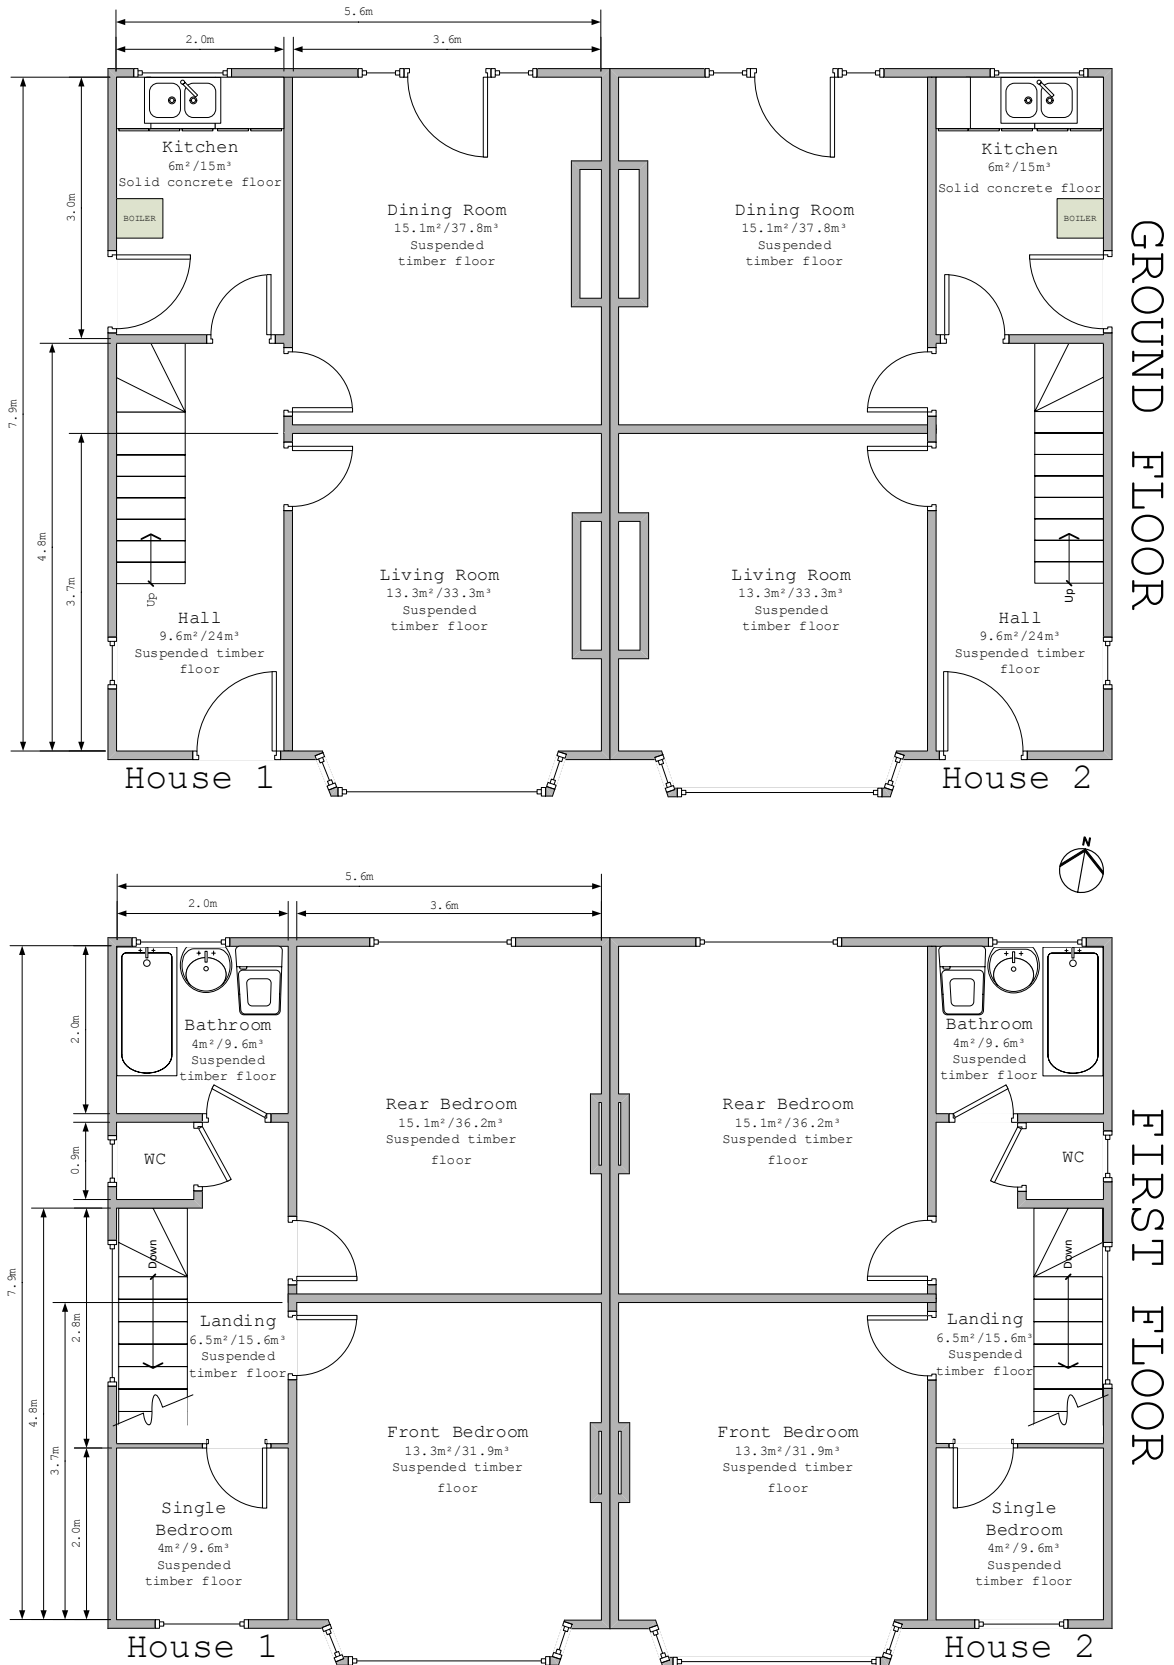 5.6m
2.0m
3.6m
Kitchen
6m²/15m³
Solid concrete floor
BOILER
3.0m
7.9m
4.8m
3.7m
Dining Room
15.1m²/37.8m³
Suspended
timber floor
Dining Room
15.1m²/37.8m³
Suspended
timber floor
Kitchen
6m²/15m³
Solid concrete floor
BOILER
Up
Hall
9.6m²/24m³
Suspended timber
floor
Living Room
13.3m²/33.3m³
Suspended
timber floor
Living Room
13.3m²/33.3m³
Suspended
timber floor
Up
Hall
9.6m²/24m³
Suspended timber
floor
House 1
House 2
GROUND FLOOR
N
5.6m
2.0m
3.6m
2.0m
0.9m
7.9m
2.8m
4.8m
3.7m
2.0m
Bathroom
4m²/9.6m³
Suspended
timber floor
WC
Rear Bedroom
15.1m²/36.2m³
Suspended timber
floor
Rear Bedroom
15.1m²/36.2m³
Suspended timber
floor
Bathroom
4m²/9.6m³
Suspended
timber floor
WC
Down
Landing
6.5m²/15.6m³
Suspended
timber floor
Down
Landing
6.5m²/15.6m³
Suspended
timber floor
Front Bedroom
13.3m²/31.9m³
Suspended timber
floor
Front Bedroom
13.3m²/31.9m³
Suspended timber
floor
Single
Bedroom
4m²/9.6m³
Suspended
timber floor
Single
Bedroom
4m²/9.6m³
Suspended
timber floor
House 1
House 2
FIRST FLOOR